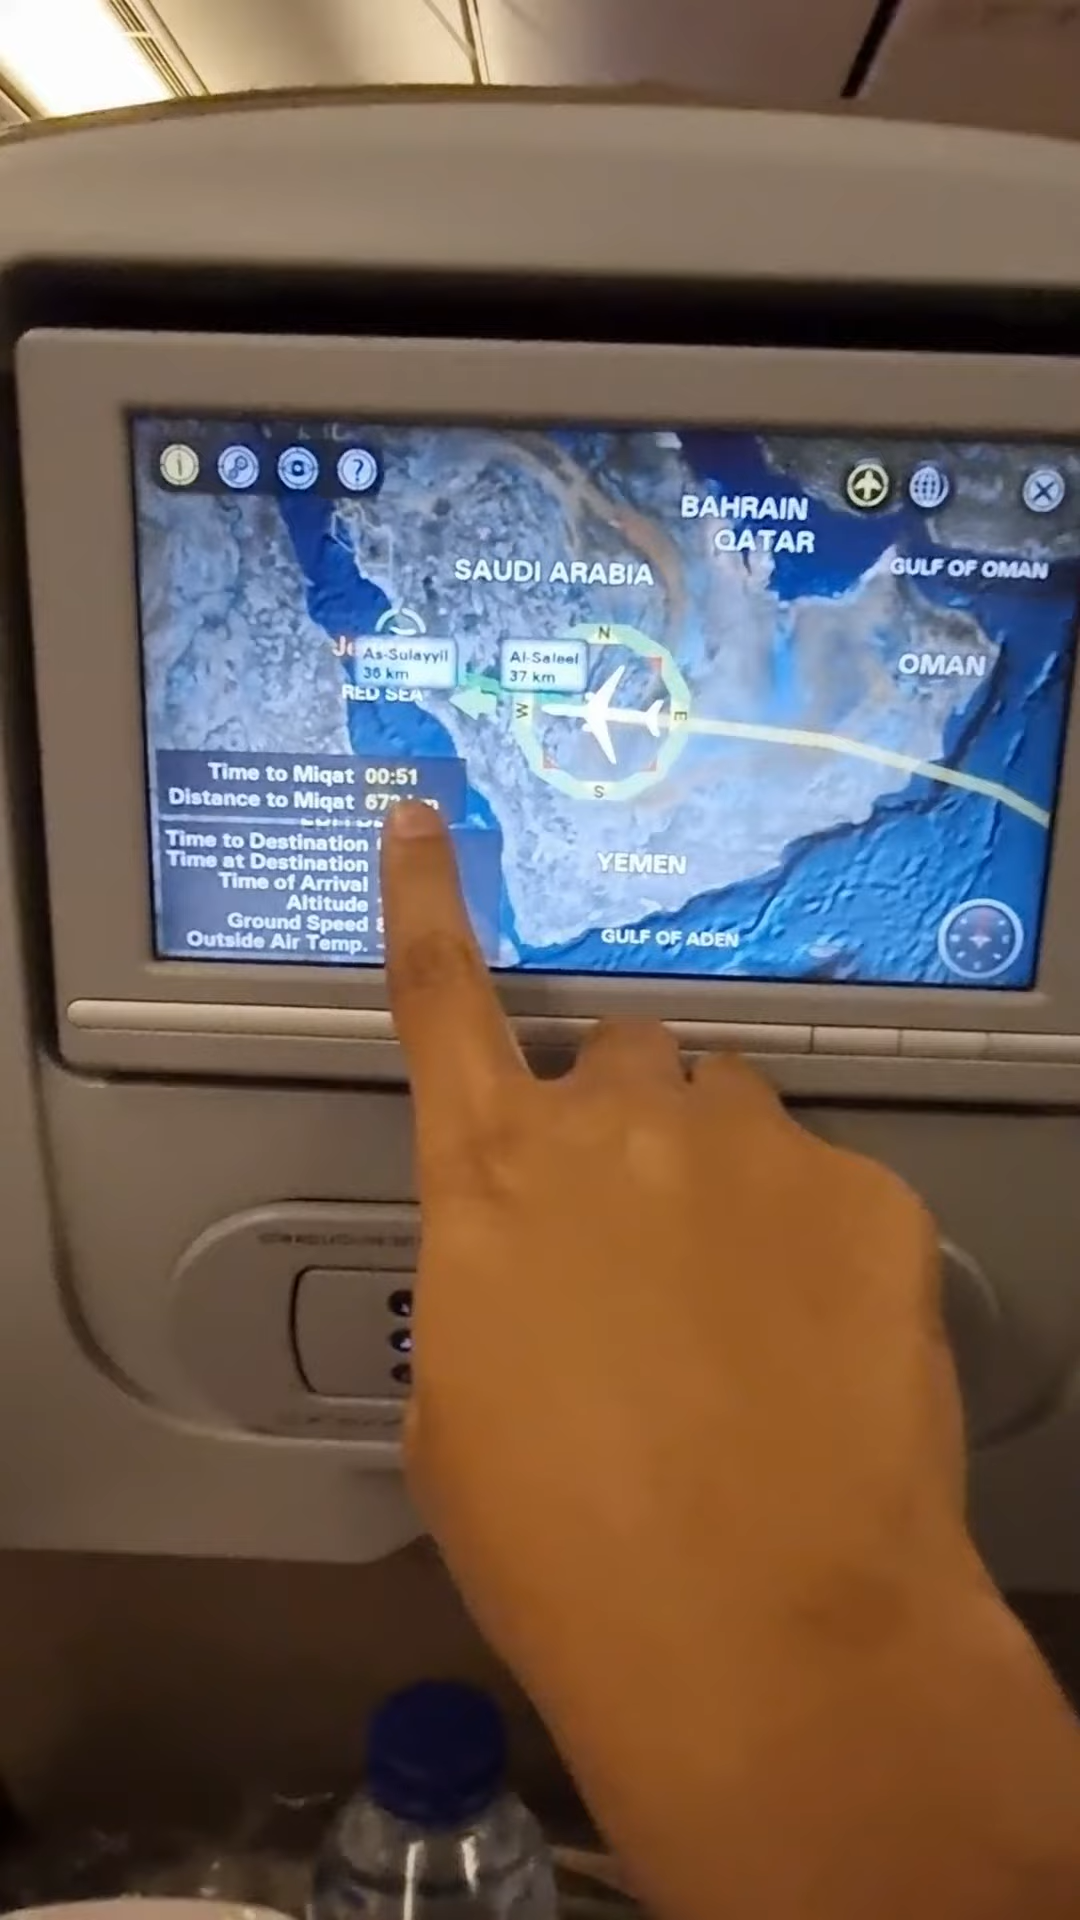 BAHRAIN
QATAR
GULF OF OMAN
SAUDI ARABIA
N
As-Sulayyil
36 km
Al-Saleel
37 km
OMAN
RED SEA
W
E
S
Time to Miqat 00:51
Distance to Miqat
Time to Destination
Time at Destination
Time of Arrival
Altitude
Ground Speed
Outside Air Temp.
YEMEN
GULF OF ADEN